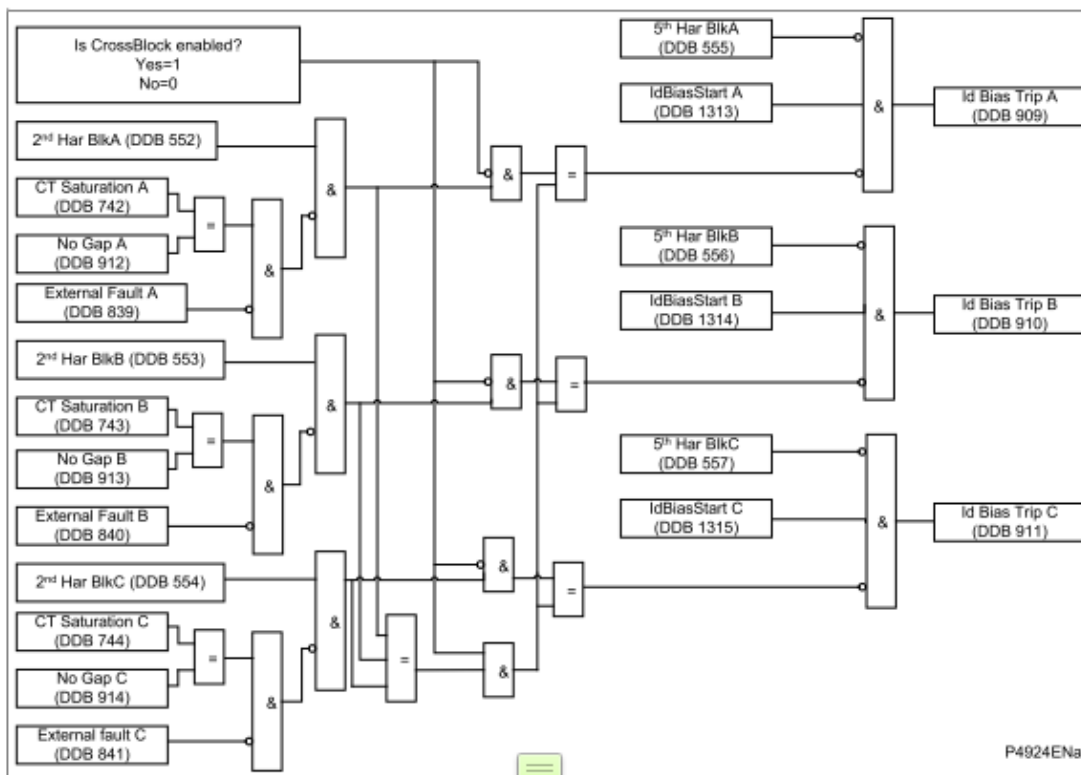 Is CrossBlock enabled?
Yes=1
No=0
2nd Har BlkA (DDB 552)
CT Saturation A
(DDB 742)
=
No Gap A
(DDB 912)
&
&
External Fault A
(DDB 839)
2nd Har BlkB (DDB 553)
CT Saturation B
(DDB 743)
=
No Gap B
(DDB 913)
&
&
External Fault B
(DDB 840)
2nd Har BlkC (DDB 554)
CT Saturation C
(DDB 744)
=
No Gap C
(DDB 914)
&
&
External fault C
(DDB 841)
=
&
=
&
=
&
=
&
5th Har BlkA
(DDB 555)
IdBiasStart A
(DDB 1313)
&
Id Bias Trip A
(DDB 909)
5th Har BlkB
(DDB 556)
IdBiasStart B
(DDB 1314)
&
Id Bias Trip B
(DDB 910)
5th Har BlkC
(DDB 557)
IdBiasStart C
(DDB 1315)
&
Id Bias Trip C
(DDB 911)
P4924ENa